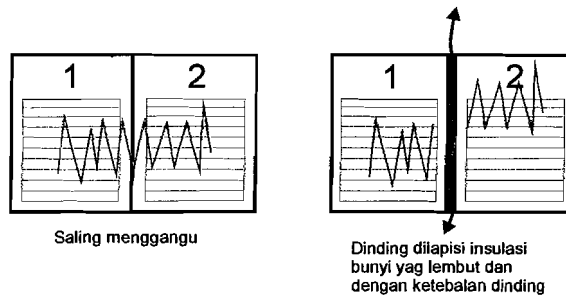 1 2
Saling menggangu
1 2
Dinding dilapisi insulasi
bunyi yag lembut dan
dengan ketebalan dinding